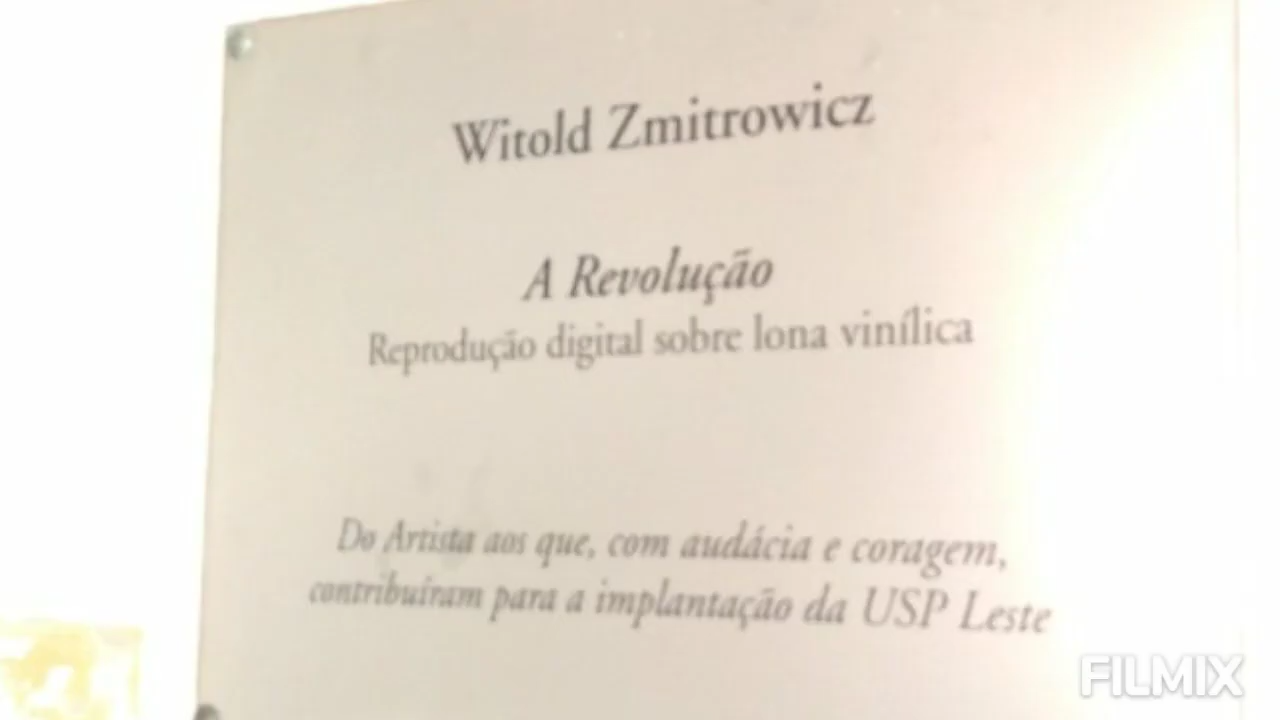 Witold Zmitrowicz
A Revolução
Reprodução digital sobre lona vinílica
Do Artista aos que, com audácia e coragem,
contribuíram para a implantação da USP Leste
FILMIX